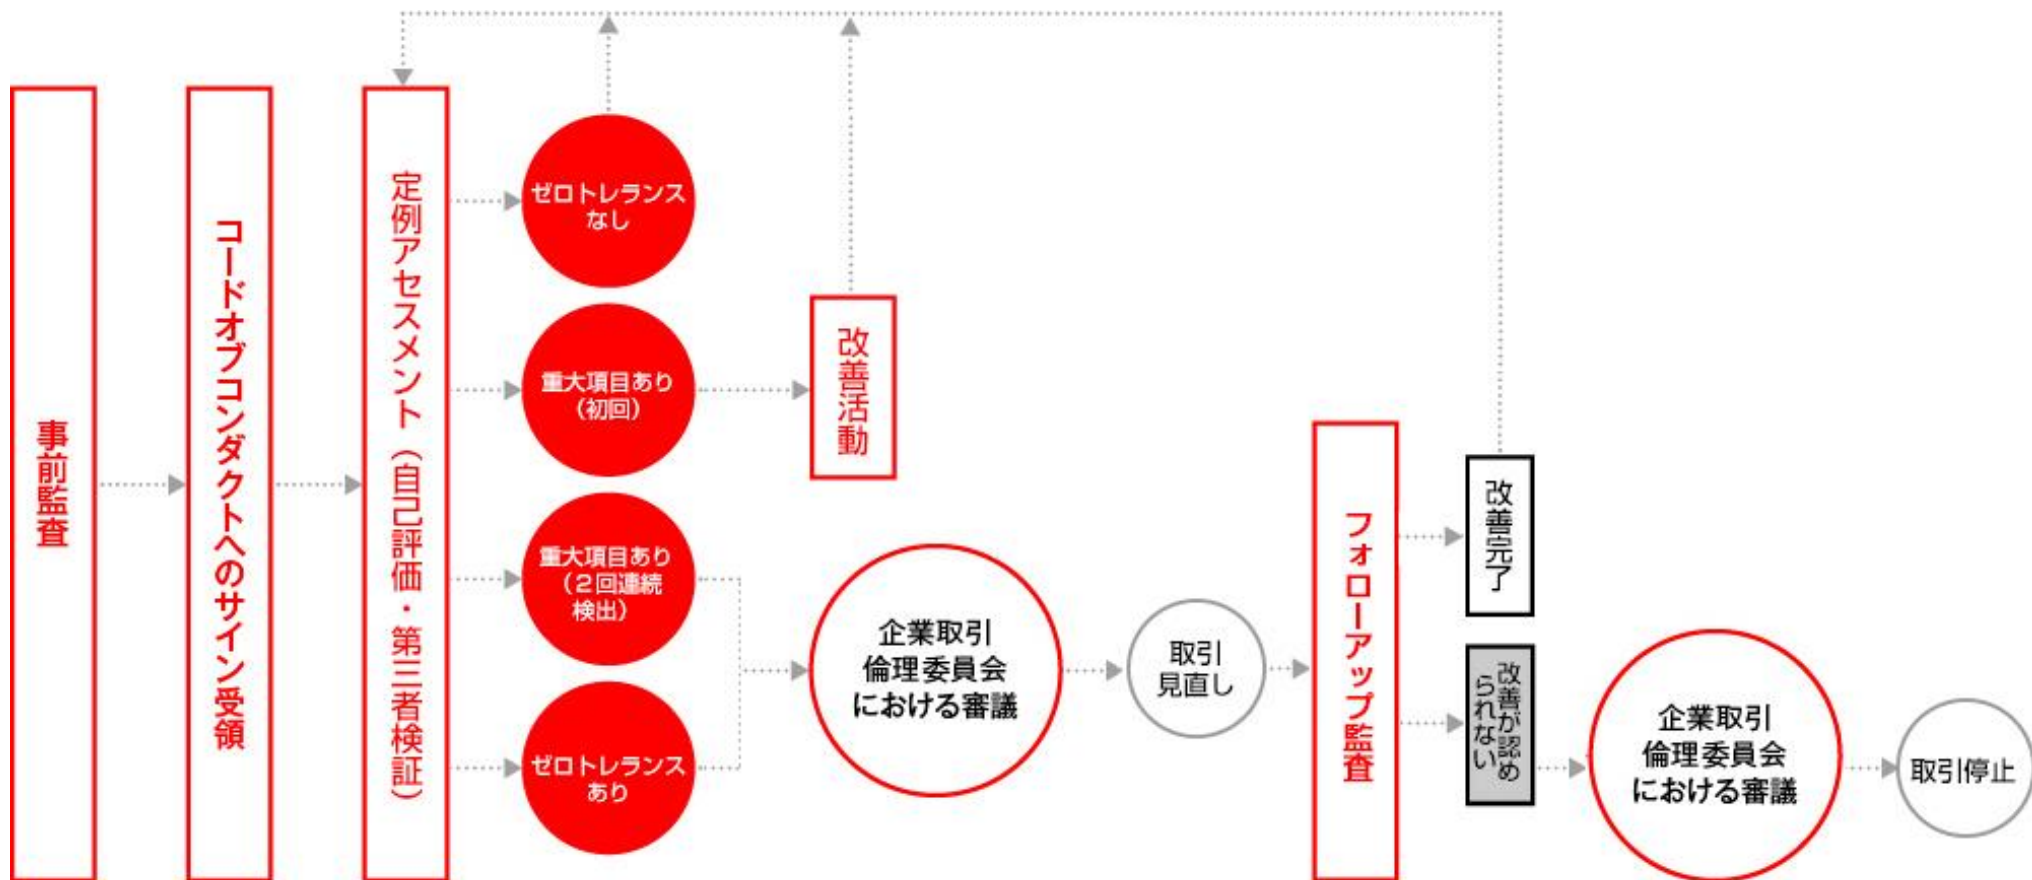 事前監査
コードオブコンダクトへのサイン受領
定例アセスメント（自己評価・第三者検証）
ゼロトレランス
なし
重大項目あり
（初回）
重大項目あり
（２回連続
検出）
ゼロトレランス
あり
改善活動
企業取引
倫理委員会
における審議
取引
見直し
フォローアップ監査
改善完了
改善が認め
られない
企業取引
倫理委員会
における審議
取引停止